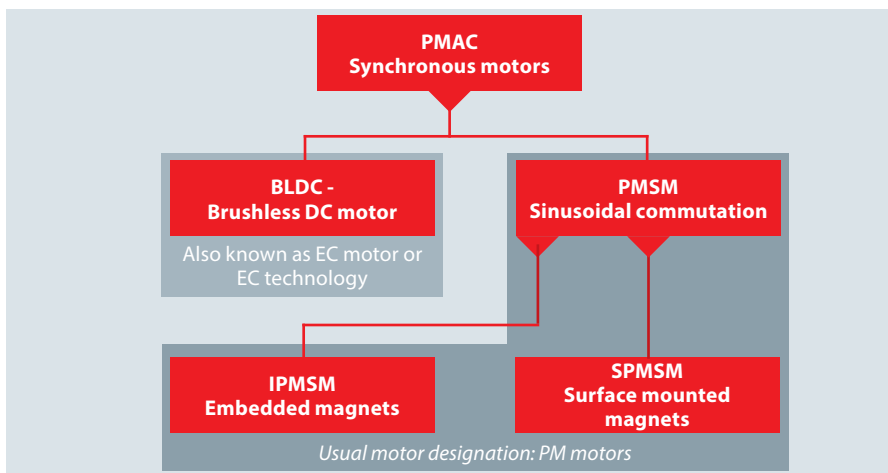 PMAC
Synchronous motors
BLDC -
Brushless DC motor
Also known as EC motor or
EC technology
PMSM
Sinusoidal commutation
IPMSM
Embedded magnets
SPMSM
Surface mounted
magnets
Usual motor designation: PM motors